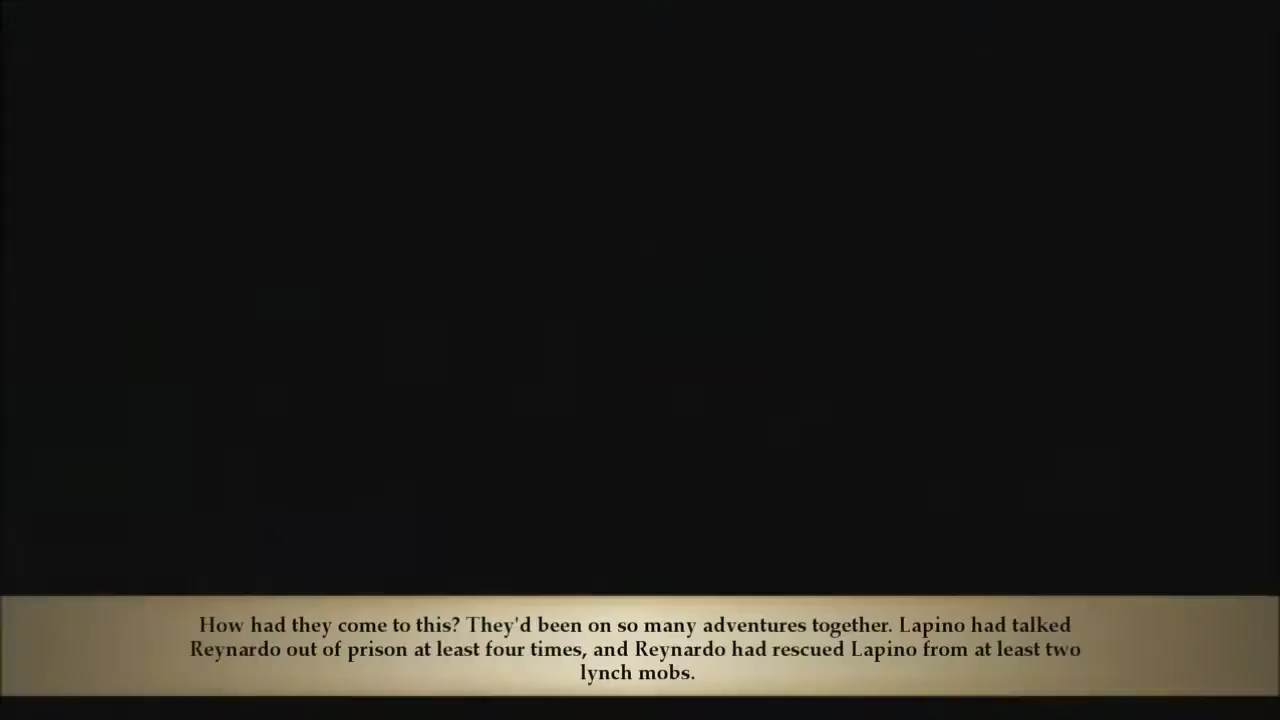 How had they come to this? They'd been on so many adventures together. Lapino had talked
Reynardo out of prison at least four times, and Reynardo had rescued Lapino from at least two
lynch mobs.